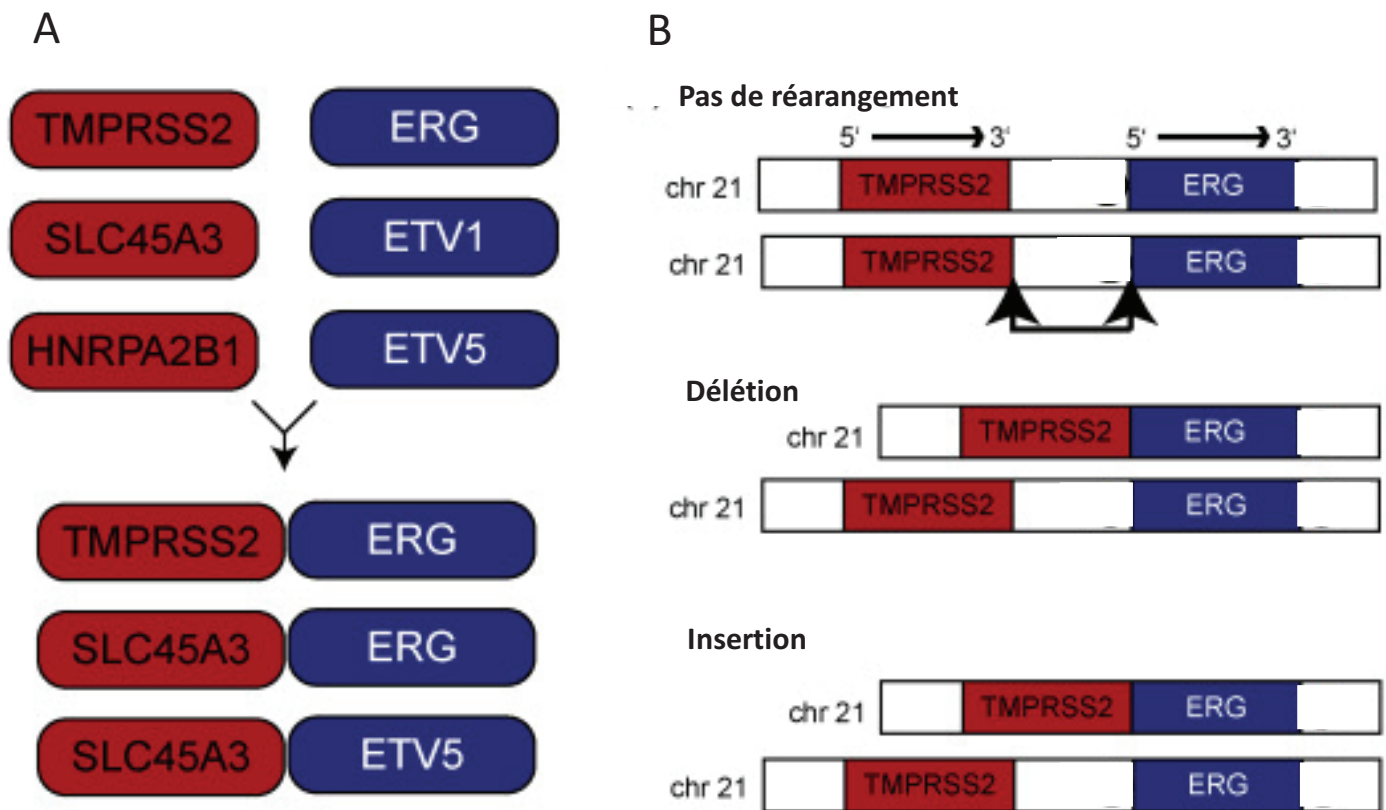 A
TMPRSS2 ERG
SLC45A3 ETV1
HNRPA2B1 ETV5
TMPRSS2 ERG
SLC45A3 ERG
SLC45A3 ETV5
B
Pas de réarangement
5' 3' 5' 3'
chr 21 TMPRSS2 ERG
chr 21 TMPRSS2 ERG
Délétion
chr 21 TMPRSS2 ERG
chr 21 TMPRSS2 ERG
Insertion
chr 21 TMPRSS2 ERG
chr 21 TMPRSS2 ERG